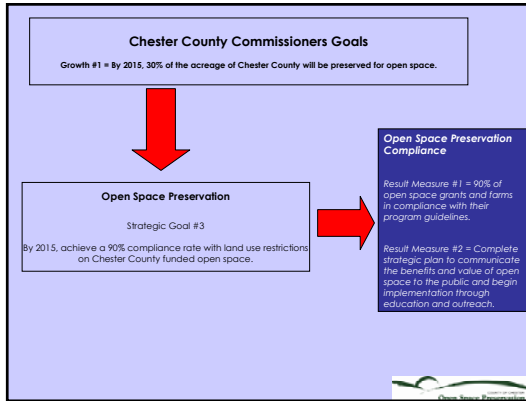 Chester County Commissioners Goals
Growth #1 = By 2015, 30% of the acreage of Chester County will be preserved for open space.
Open Space Preservation
Strategic Goal #3
By 2015, achieve a 90% compliance rate with land use restrictions
on Chester County funded open space.
Open Space Preservation
Compliance
Result Measure #1 = 90% of
open space grants and farms
in compliance with their
program guidelines.
Result Measure #2 = Complete
strategic plan to communicate
the benefits and value of open
space to the public and begin
implementation through
education and outreach.
COUNTY OF CHESTER
Open Space Preservation